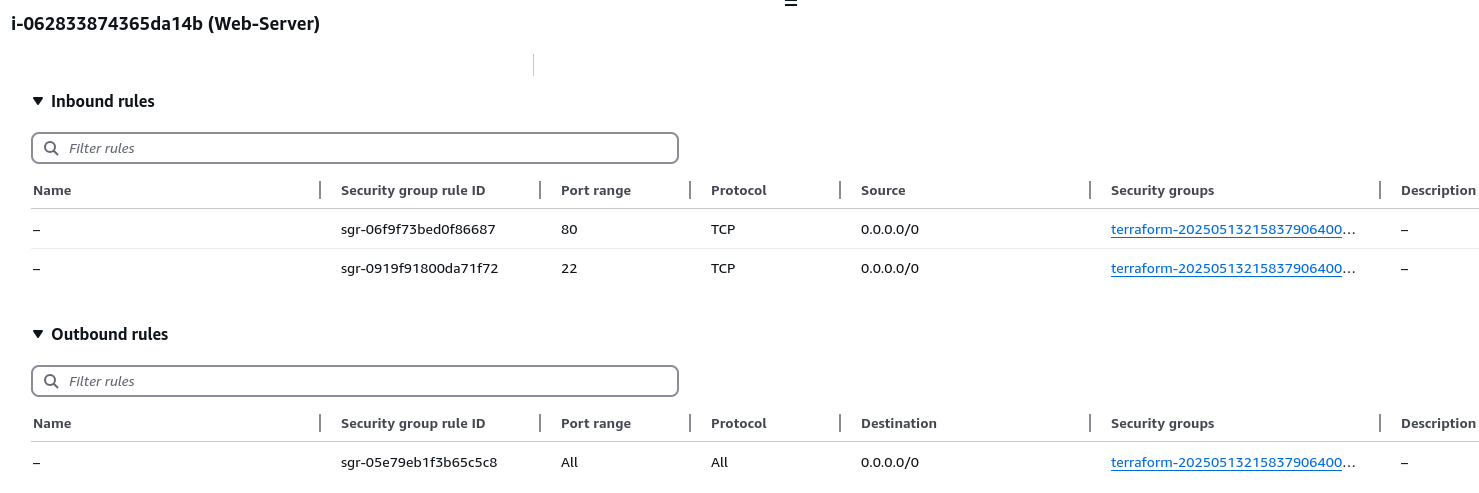 i-062833874365da14b (Web-Server)
Inbound rules
Filter rules
Name Security group rule ID Port range Protocol Source Security groups Description
– sgr-06f9f73bed0f86687 80 TCP 0.0.0.0/0 terraform-20250513215837906400… –
– sgr-0919f91800da71f72 22 TCP 0.0.0.0/0 terraform-20250513215837906400… –
Outbound rules
Filter rules
Name Security group rule ID Port range Protocol Destination Security groups Description
– sgr-05e79eb1f3b65c5c8 All All 0.0.0.0/0 terraform-20250513215837906400… –